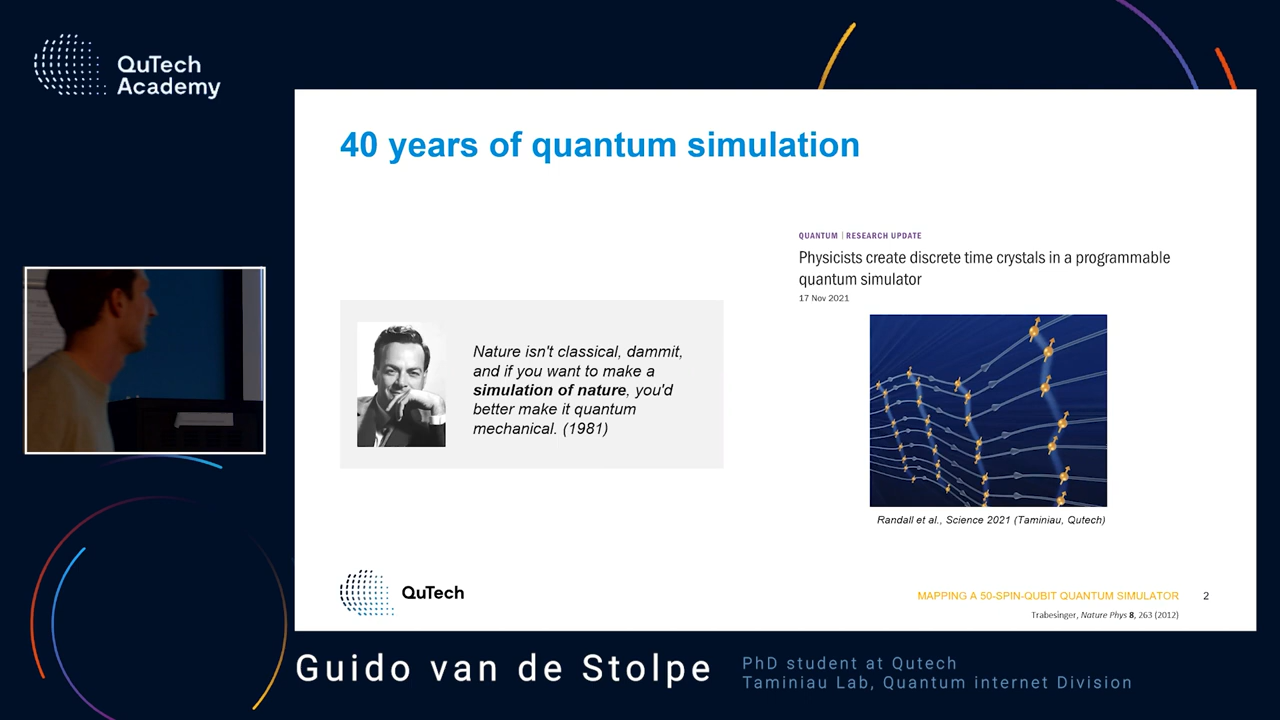 QuTech
Academy
40 years of quantum simulation
QUANTUM | RESEARCH UPDATE
Physicists create discrete time crystals in a programmable
quantum simulator
17 Nov 2021
Nature isn't classical, dammit,
and if you want to make a
simulation of nature, you'd
better make it quantum
mechanical. (1981)
Randall et al., Science 2021 (Taminiau, Qutech)
QuTech
MAPPING A 50-SPIN-QUBIT QUANTUM SIMULATOR 2
Trabesinger, Nature Phys 8, 263 (2012)
Guido van de Stolpe
PhD student at Qutech
Taminiau Lab, Quantum internet Division